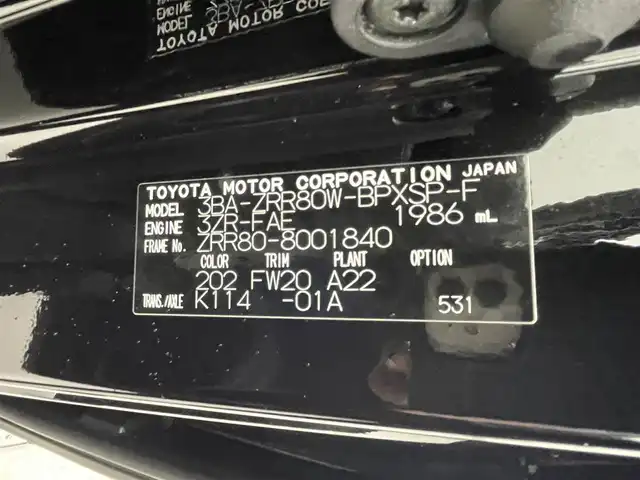 TOYOTA MOTOR CORPORATION JAPAN
MODEL 3BA-ZRR80W-BPXSP-F
ENGINE 3ZR-FAE 1986 mL
FRAME No. ZRR80-8001840
COLOR TRIM PLANT OPTION
202 FW20 A22
TRANS./AXLE K114 -01A 531